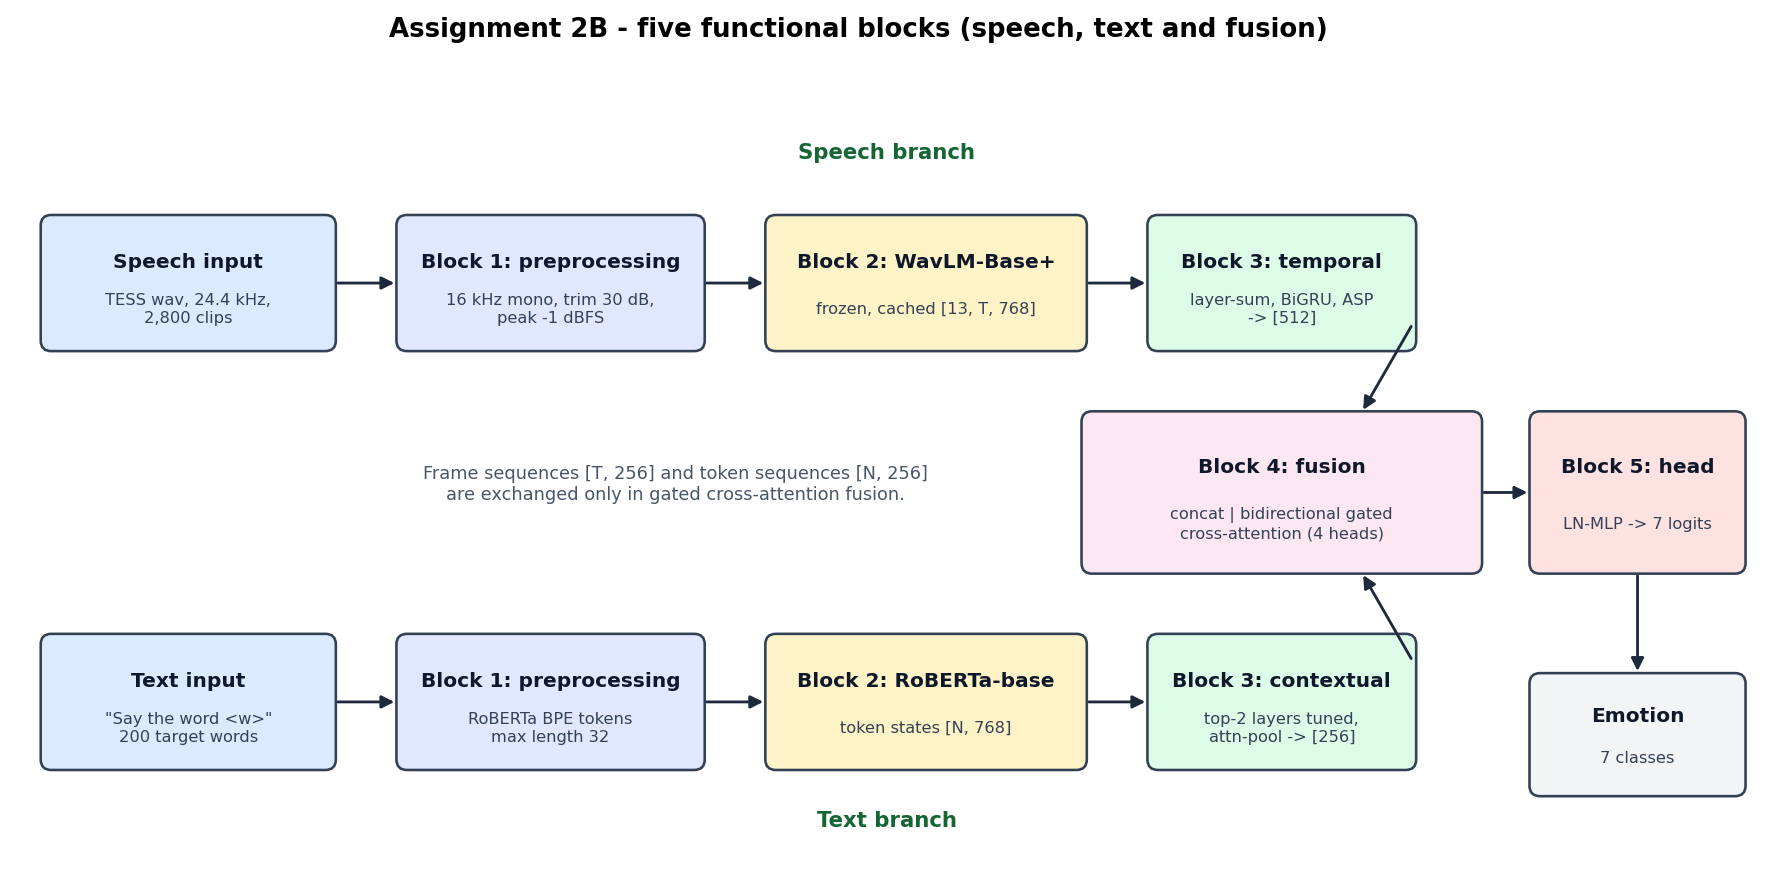 Assignment 2B - five functional blocks (speech, text and fusion)
Speech branch
Speech input
TESS wav, 24.4 kHz,
2,800 clips
Block 1: preprocessing
16 kHz mono, trim 30 dB,
peak -1 dBFS
Block 2: WavLM-Base+
frozen, cached [13, T, 768]
Block 3: temporal
layer-sum, BiGRU, ASP
-> [512]
Frame sequences [T, 256] and token sequences [N, 256]
are exchanged only in gated cross-attention fusion.
Block 4: fusion
concat | bidirectional gated
cross-attention (4 heads)
Block 5: head
LN-MLP -> 7 logits
Text input
"Say the word <w>"
200 target words
Block 1: preprocessing
RoBERTa BPE tokens
max length 32
Block 2: RoBERTa-base
token states [N, 768]
Block 3: contextual
top-2 layers tuned,
attn-pool -> [256]
Emotion
7 classes
Text branch